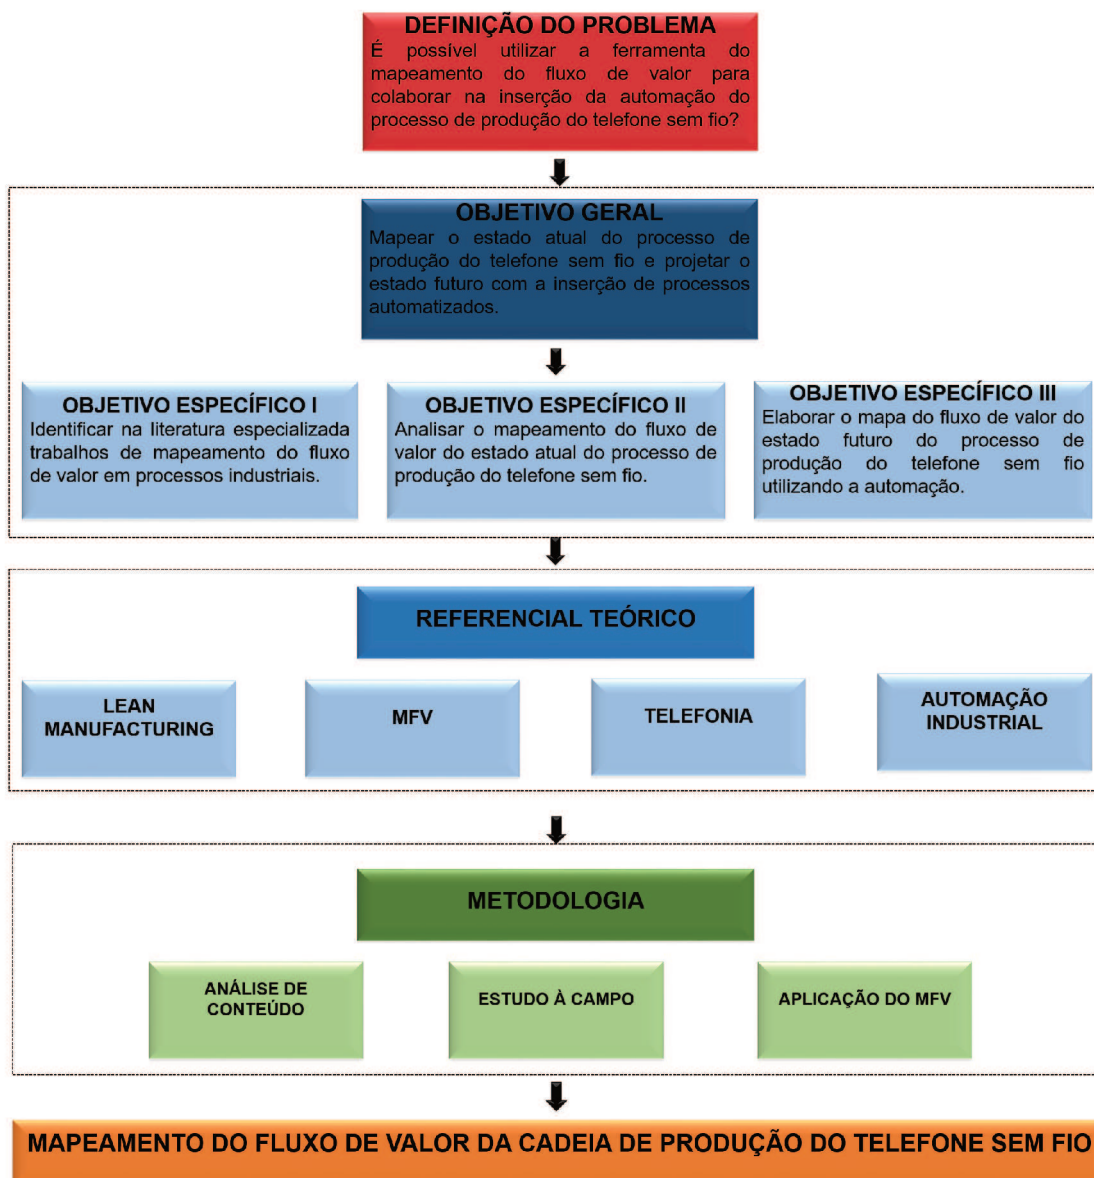 DEFINIÇÃO DO PROBLEMA
É possível utilizar a ferramenta do
mapeamento do fluxo de valor para
colaborar na inserção da automação do
processo de produção do telefone sem fio?
OBJETIVO GERAL
Mapear o estado atual do processo de
produção do telefone sem fio e projetar o
estado futuro com a inserção de processos
automatizados.
OBJETIVO ESPECÍFICO I
Identificar na literatura especializada
trabalhos de mapeamento do fluxo
de valor em processos industriais.
OBJETIVO ESPECÍFICO II
Analisar o mapeamento do fluxo de
valor do estado atual do processo de
produção do telefone sem fio.
OBJETIVO ESPECÍFICO III
Elaborar o mapa do fluxo de valor do
estado futuro do processo de
produção do telefone sem fio
utilizando a automação.
REFERENCIAL TEÓRICO
LEAN
MANUFACTURING
MFV
TELEFONIA
AUTOMAÇÃO
INDUSTRIAL
METODOLOGIA
ANÁLISE DE
CONTEÚDO
ESTUDO À CAMPO
APLICAÇÃO DO MFV
MAPEAMENTO DO FLUXO DE VALOR DA CADEIA DE PRODUÇÃO DO TELEFONE SEM FIO